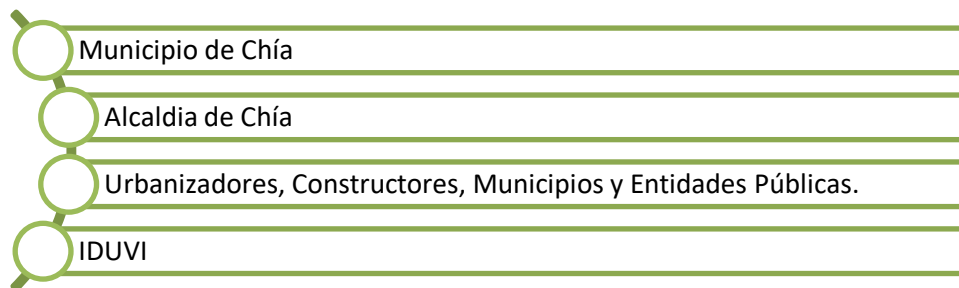 Municipio de Chía
Alcaldia de Chía
Urbanizadores, Constructores, Municipios y Entidades Públicas.
IDUVI